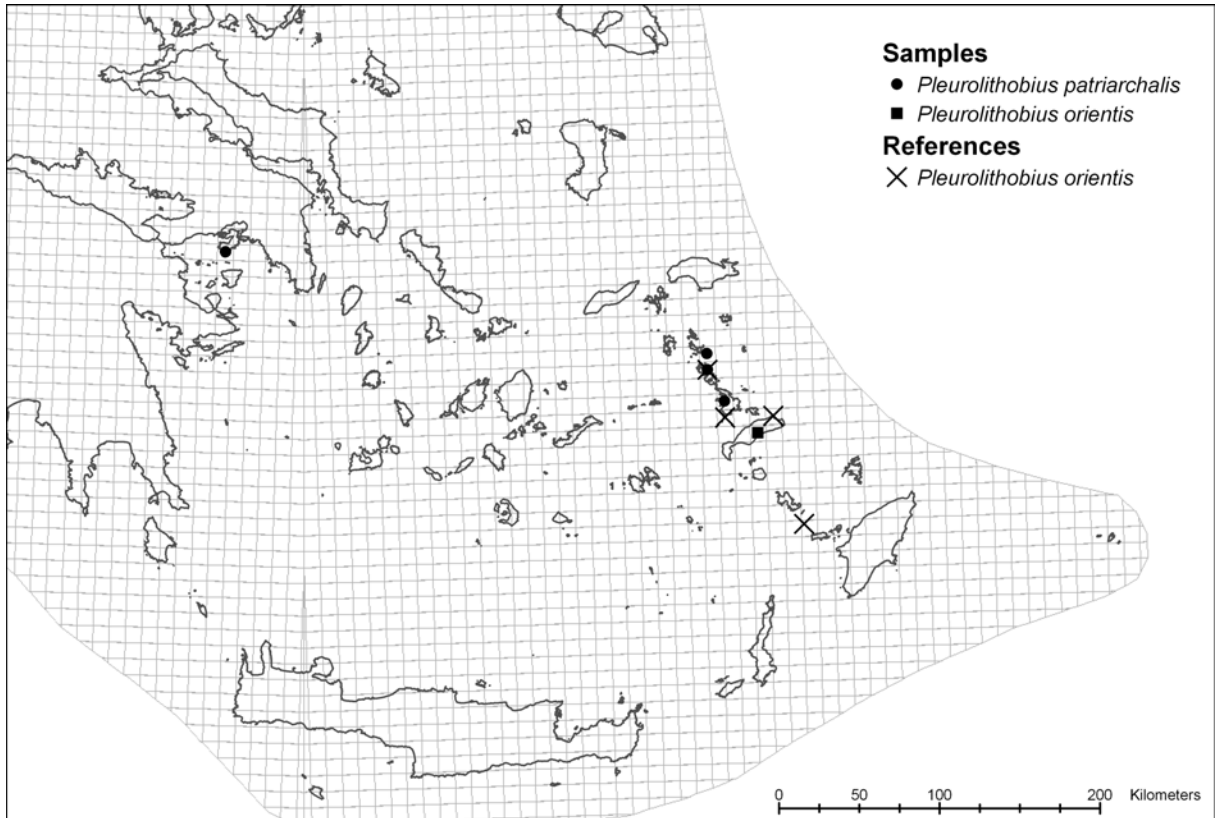 Samples
Pleurolithobius patriarchalis
Pleurolithobius orientis
References
Pleurolithobius orientis
0 50 100 200 Kilometers